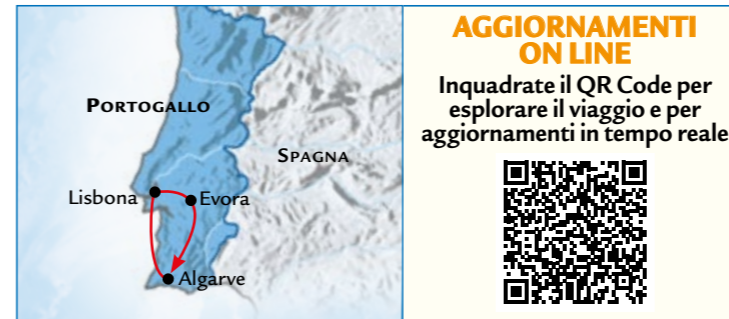 PORTOGALLO
SPAGNA
Lisbona
Evora
Algarve
AGGIORNAMENTI
ON LINE
Inquadrate il QR Code per
esplorare il viaggio e per
aggiornamenti in tempo reale